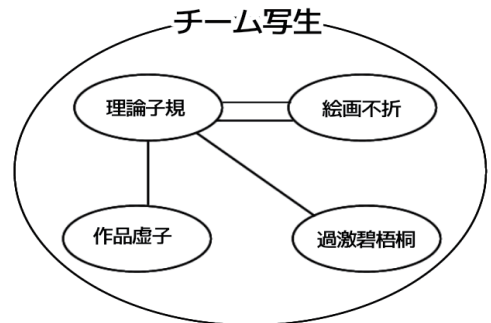 チーム写生
理論子規
絵画不折
作品虚子
過激碧梧桐